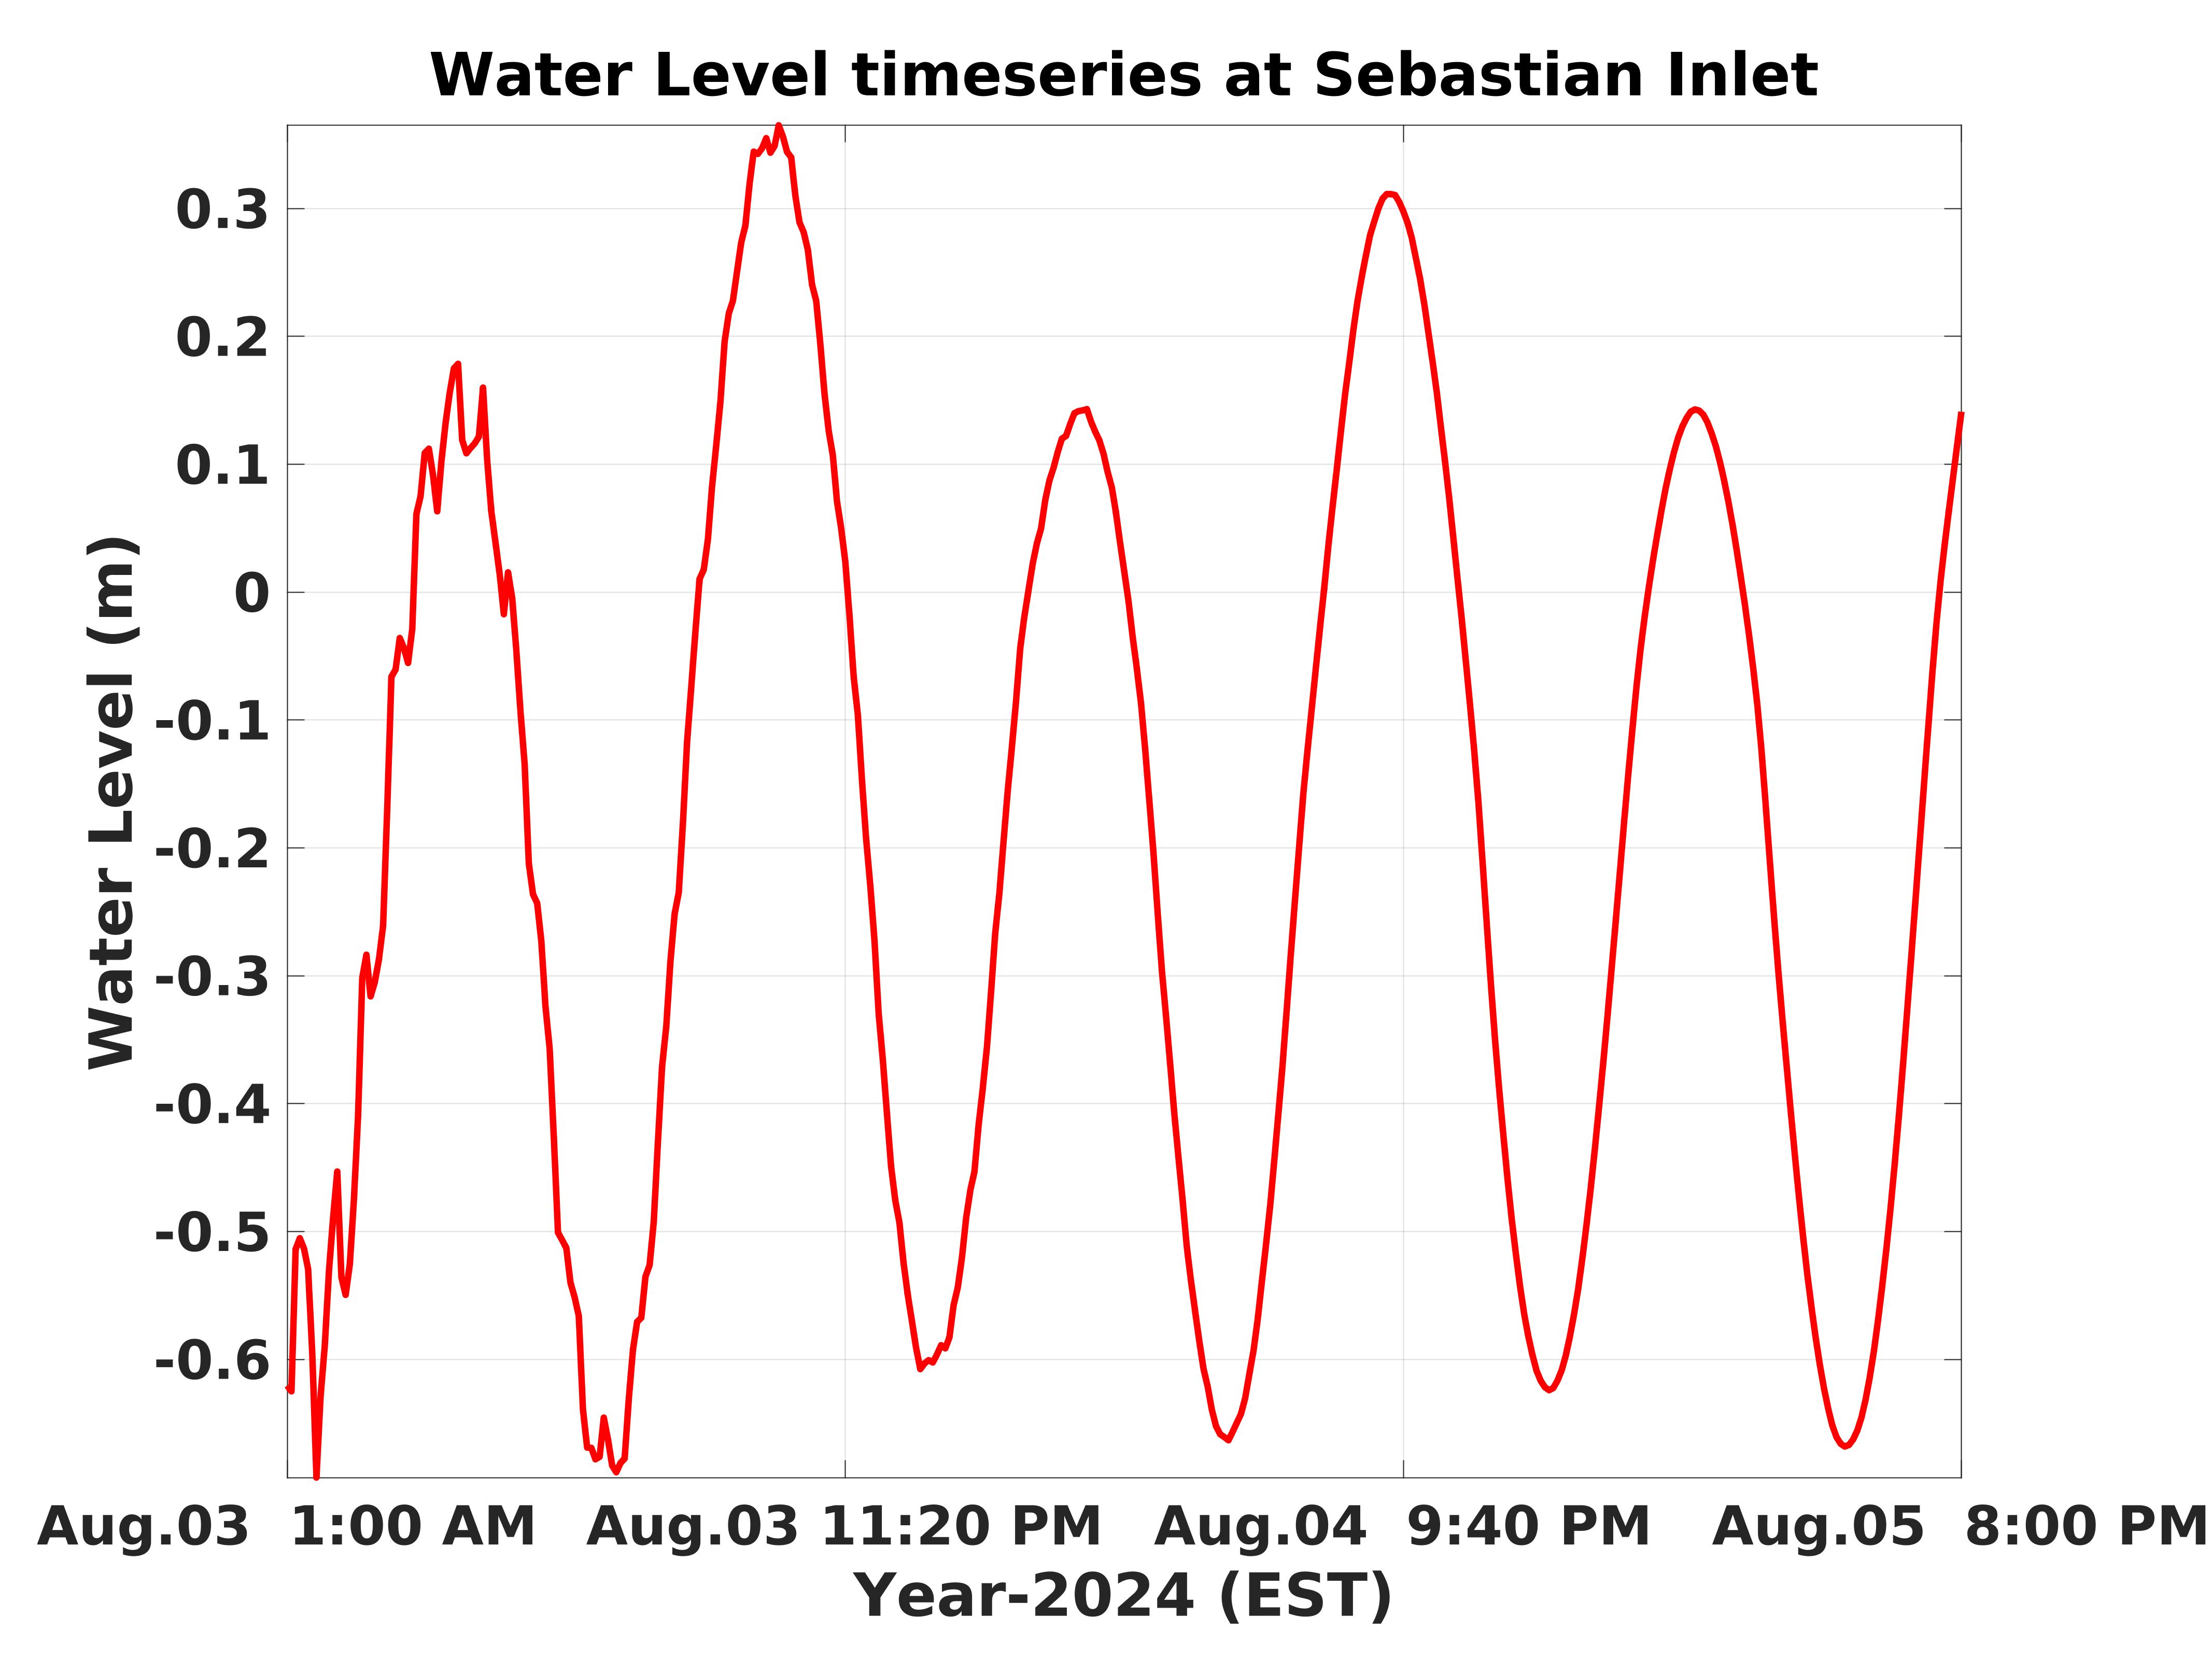 Water Level timeseries at Sebastian Inlet
Water Level (m)
0.3
0.2
0.1
0
-0.1
-0.2
-0.3
-0.4
-0.5
-0.6
Aug.03 1:00 AM
Aug.03 11:20 PM
Aug.04 9:40 PM
Aug.05 8:00 PM
Year-2024 (EST)